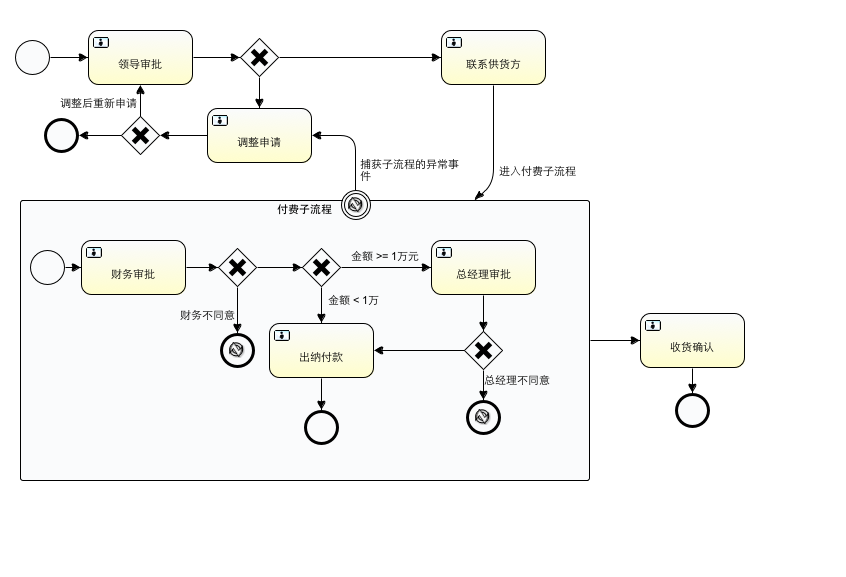 领导审批
联系供货方
调整后重新申请
调整申请
捕获子流程的异常事
件
进入付费子流程
付费子流程
金额 >= 1万元
财务审批
总经理审批
金额 < 1万
财务不同意
出纳付款
收货确认
总经理不同意